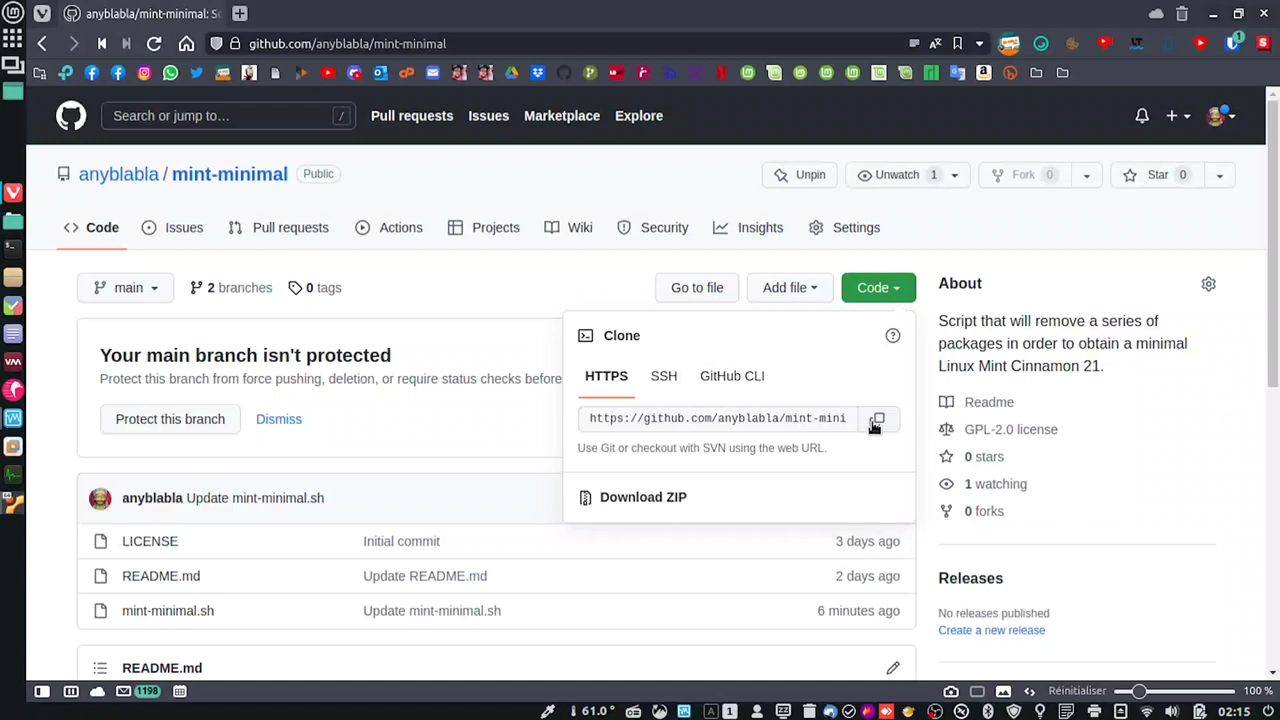 anyblabla/mint-minimal: Sc
github.com/anyblabla/mint-minimal
Search or jump to… /
Pull requests
Issues
Marketplace
Explore
anyblabla / mint-minimal
Public
Unpin
Unwatch 1
Fork 0
Star 0
Code
Issues
Pull requests
Actions
Projects
Wiki
Security
Insights
Settings
main
2 branches
0 tags
Go to file
Add file
Code
About
Script that will remove a series of
packages in order to obtain a minimal
Linux Mint Cinnamon 21.
Readme
GPL-2.0 license
0 stars
1 watching
0 forks
Releases
No releases published
Create a new release
Clone
HTTPS
SSH
GitHub CLI
https://github.com/anyblabla/mint-mini
Use Git or checkout with SVN using the web URL.
Download ZIP
Your main branch isn't protected
Protect this branch from force pushing, deletion, or require status checks before
Protect this branch
Dismiss
anyblabla Update mint-minimal.sh
LICENSE Initial commit 3 days ago
README.md Update README.md 2 days ago
mint-minimal.sh Update mint-minimal.sh 6 minutes ago
README.md
1198
Réinitialiser
100 %
61.0 °
A
1
02:15